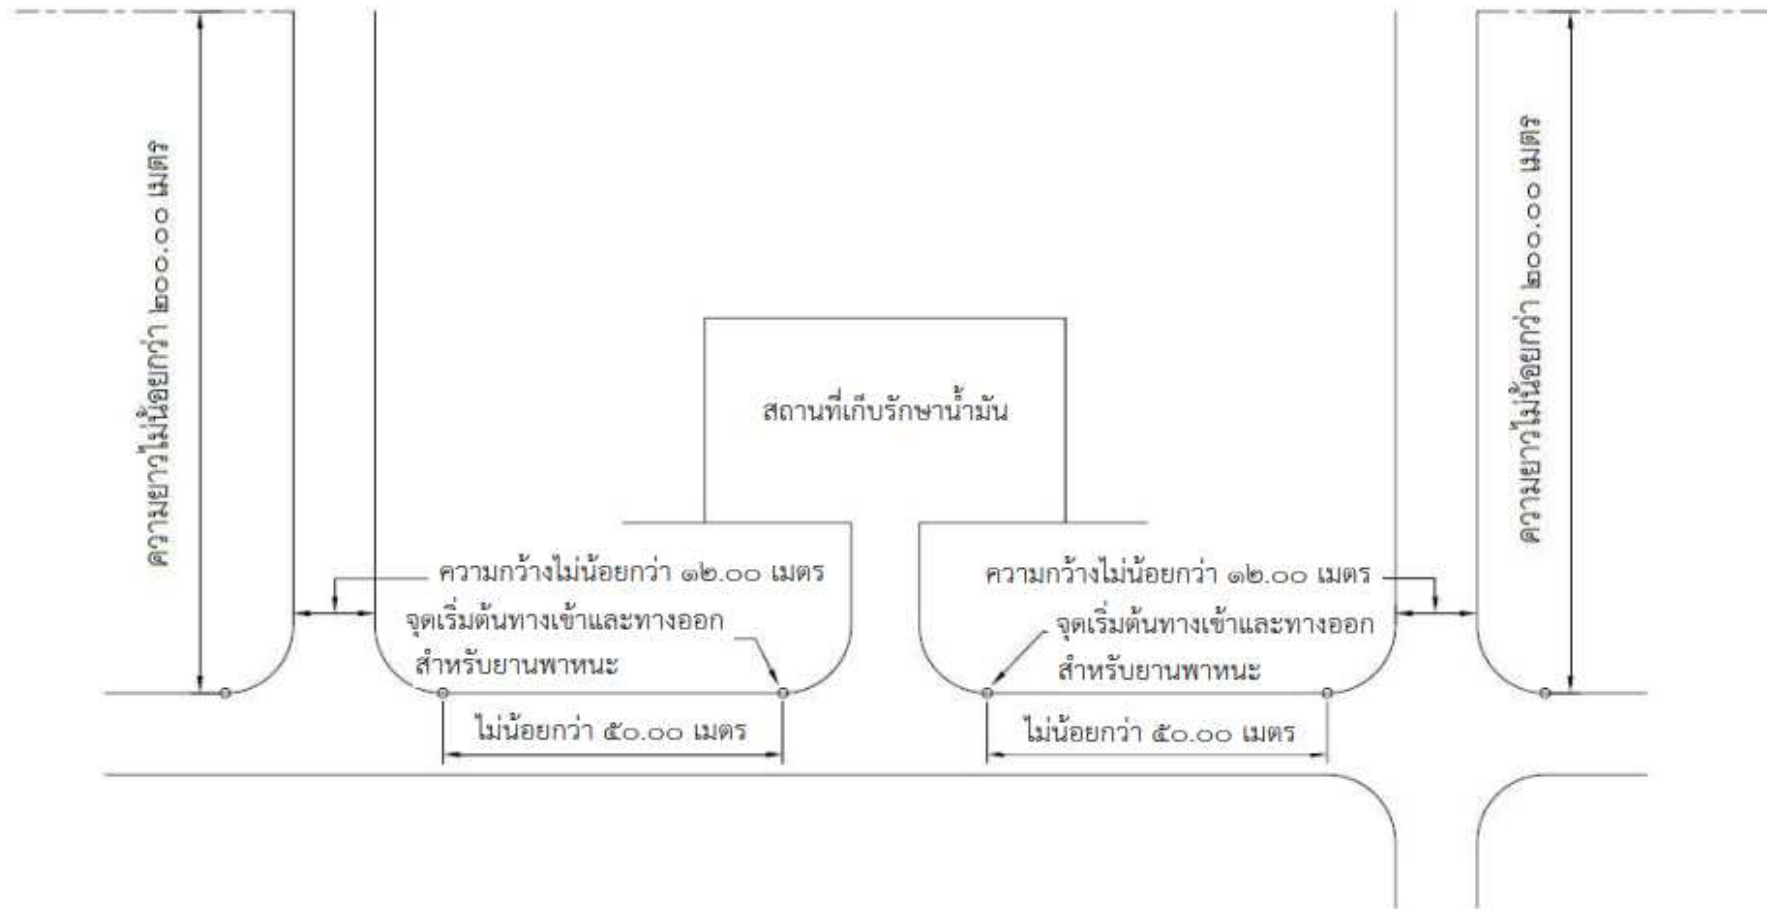 ความยาวไม่น้อยกว่า ๒๐๐.๐๐ เมตร
ความยาวไม่น้อยกว่า ๒๐๐.๐๐ เมตร
สถานที่เก็บรักษาน้ำมัน
ความกว้างไม่น้อยกว่า ๑๒.๐๐ เมตร
จุดเริ่มต้นทางเข้าและทางออก
สำหรับยานพาหนะ
ความกว้างไม่น้อยกว่า ๑๒.๐๐ เมตร
จุดเริ่มต้นทางเข้าและทางออก
สำหรับยานพาหนะ
ไม่น้อยกว่า ๕๐.๐๐ เมตร
ไม่น้อยกว่า ๕๐.๐๐ เมตร